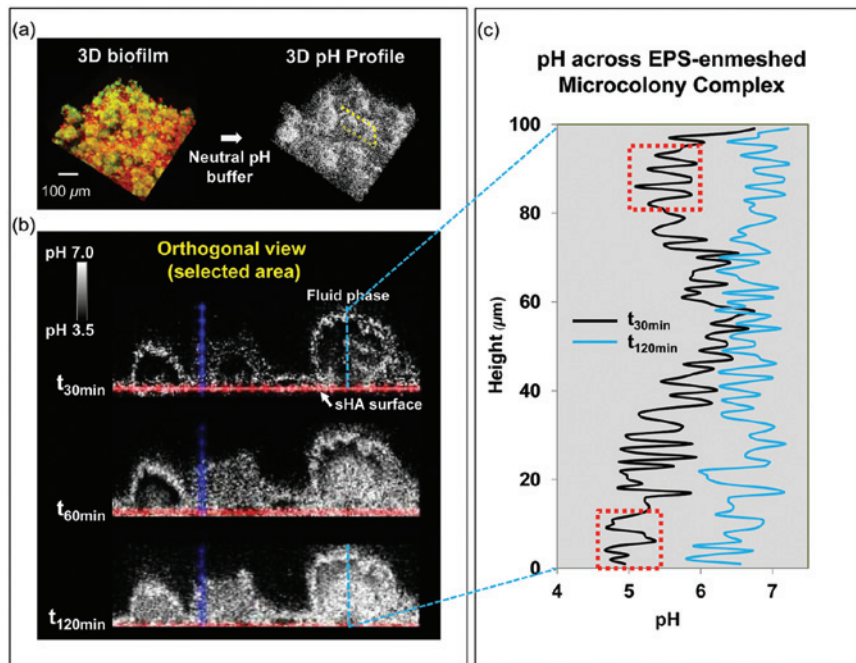 (a)
3D biofilm
3D pH Profile
Neutral pH
buffer
100 µm
(b)
Orthogonal view
(selected area)
pH 7.0
pH 3.5
Fluid phase
t30min
sHA surface
t60min
t120min
(c)
pH across EPS-enmeshed
Microcolony Complex
100
80
60
40
20
0
Height (µm)
t30min
t120min
4
5
6
7
pH